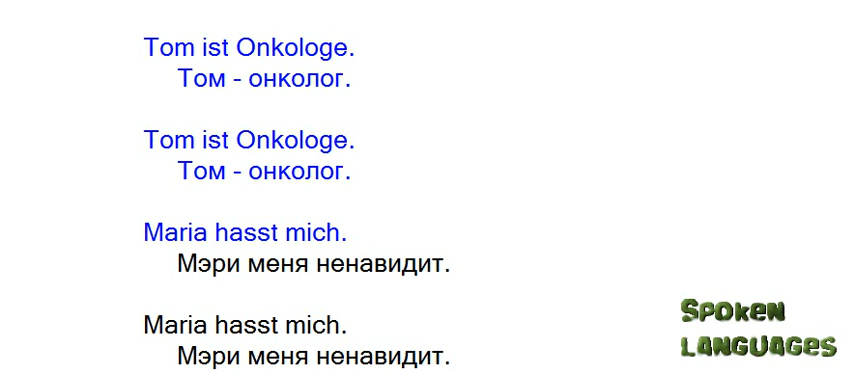 Tom ist Onkologe.
Том - онколог.
Tom ist Onkologe.
Том - онколог.
Maria hasst mich.
Мэри меня ненавидит.
Maria hasst mich.
Мэри меня ненавидит.
Spoken
Languages